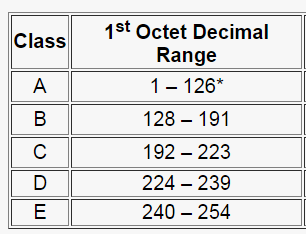 Class 1st Octet Decimal
Range
A 1 – 126*
B 128 – 191
C 192 – 223
D 224 – 239
E 240 – 254